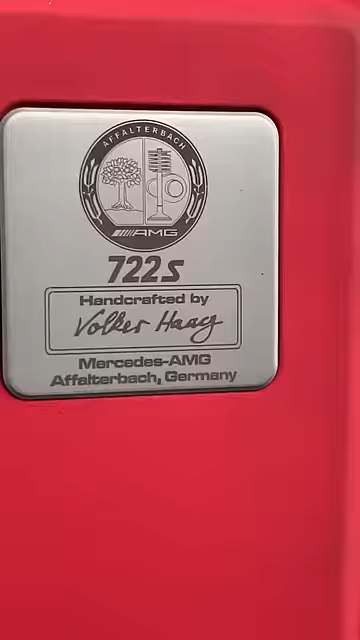 AFFALTERBACH
AMG
722s
Handcrafted by
Volker Haag
Mercedes-AMG
Affalterbach, Germany